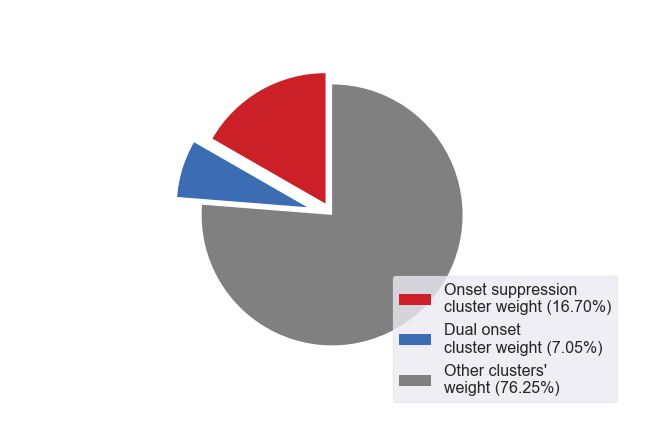 Onset suppression
cluster weight (16.70%)
Dual onset
cluster weight (7.05%)
Other clusters'
weight (76.25%)